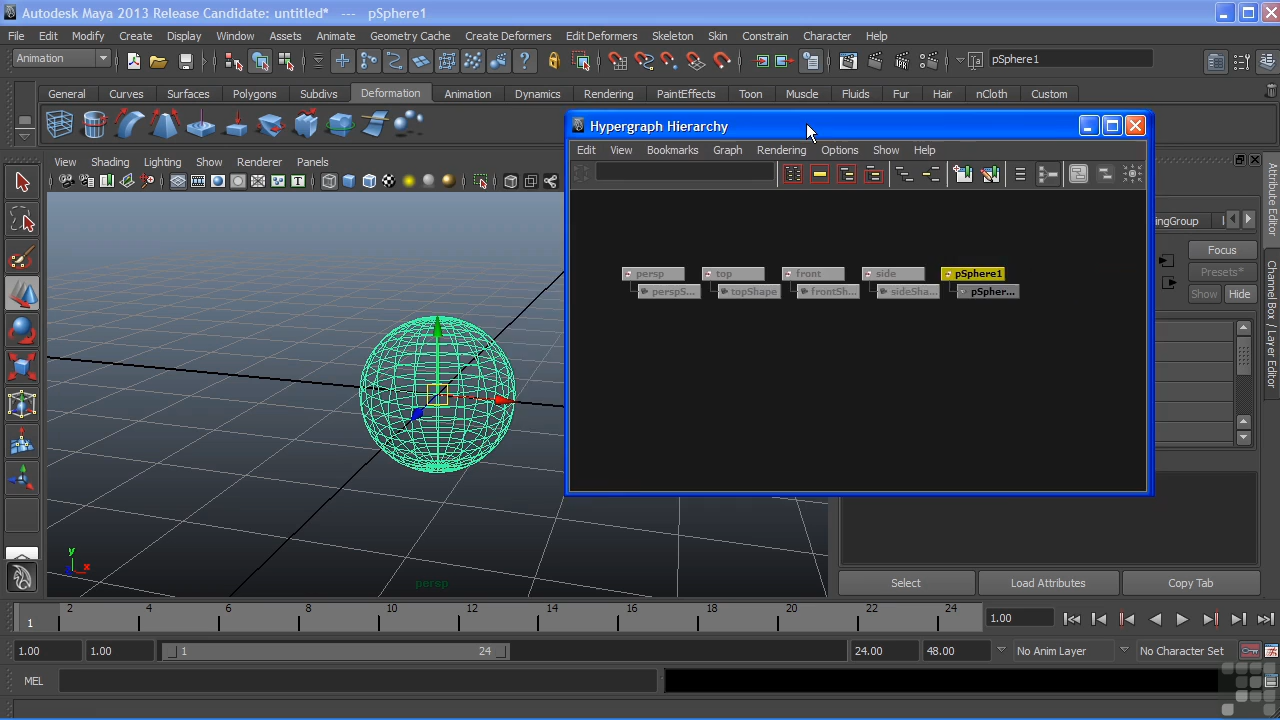 Autodesk Maya 2013 Release Candidate: untitled* --- pSphere1
File Edit Modify Create Display Window Assets Animate Geometry Cache Create Deformers Edit Deformers Skeleton Skin Constrain Character Help
Animation
pSphere1
General Curves Surfaces Polygons Subdivs Deformation Animation Dynamics Rendering PaintEffects Toon Muscle Fluids Fur Hair nCloth Custom
Hypergraph Hierarchy
Edit View Bookmarks Graph Rendering Options Show Help
View Shading Lighting Show Renderer Panels
persp top front side pSphere1
perspS... topShape frontSh... sideSha... pSpher...
ingGroup
Focus
Presets*
Show Hide
Attribute Editor
Channel Box / Layer Editor
y
x
persp
Select Load Attributes Copy Tab
1 2 4 6 8 10 12 14 16 18 20 22 24
1.00
1.00 1.00 1 24 24.00 48.00 No Anim Layer No Character Set
MEL